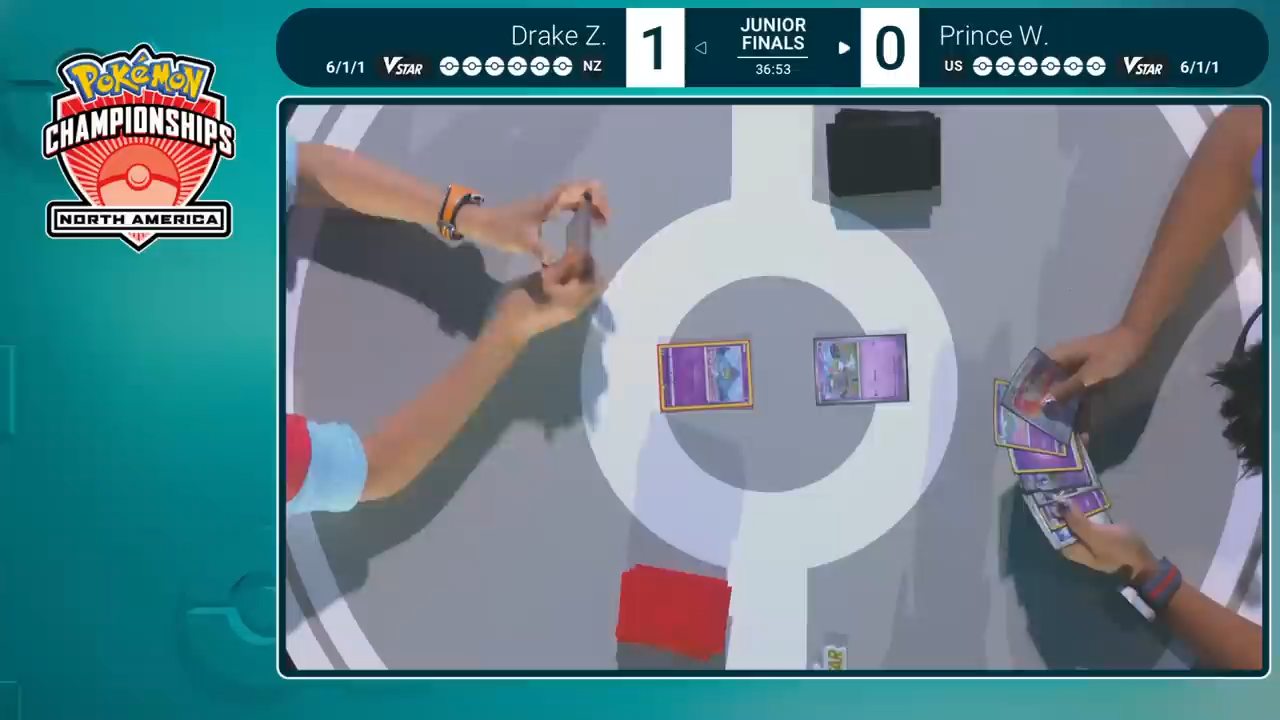 POKÉMON
CHAMPIONSHIPS
NORTH AMERICA
Drake Z.
1
JUNIOR
FINALS
36:53
0
Prince W.
6/1/1
VSTAR
NZ
US
VSTAR
6/1/1